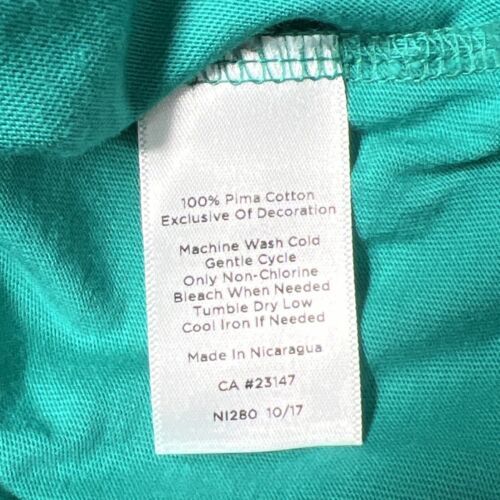 100% Pima Cotton
Exclusive Of Decoration
Machine Wash Cold
Gentle Cycle
Only Non-Chlorine
Bleach When Needed
Tumble Dry Low
Cool Iron If Needed
Made In Nicaragua
CA #23147
NI280 10/17